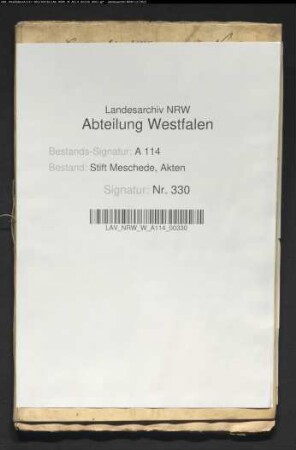 Landesarchiv NRW
Abteilung Westfalen
Bestands-Signatur: A 114
Bestand: Stift Meschede, Akten
Signatur: Nr. 330
LAV_NRW_W_A114_00330